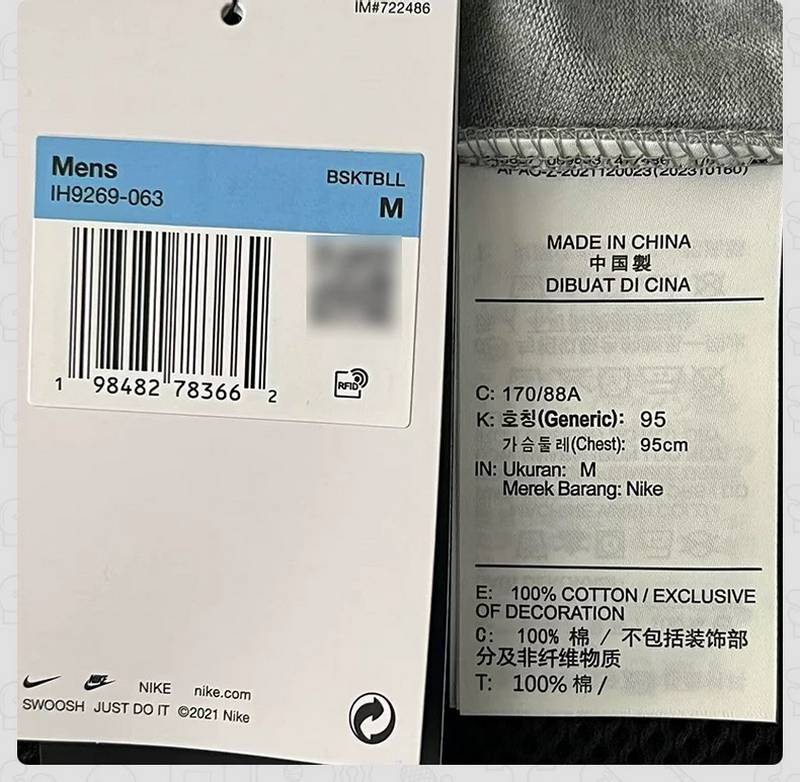 IM#722486
Mens
IH9269-063
BSKTBLL
M
1 98482 78366 2
RFID
NIKE nike.com
SWOOSH JUST DO IT ©2021 Nike
MADE IN CHINA
中国製
DIBUAT DI CINA
C: 170/88A
K: 호칭(Generic): 95
가슴둘레(Chest): 95cm
IN: Ukuran: M
Merek Barang: Nike
E: 100% COTTON / EXCLUSIVE
OF DECORATION
C: 100% 棉 / 不包括装饰部
分及非纤维物质
T: 100% 棉 /